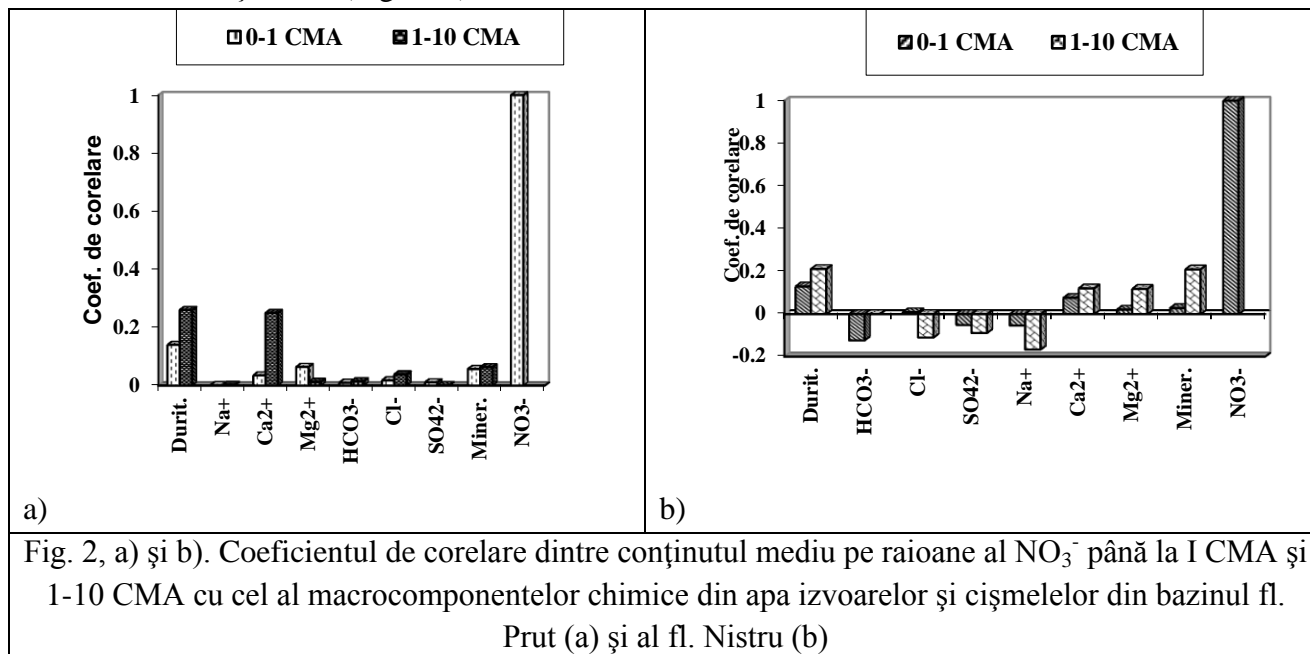 0-1 CMA 1-10 CMA
Coef. de corelare
1
0.8
0.6
0.4
0.2
0
Durit.
Na+
Ca2+
Mg2+
HCO3-
Cl-
SO42-
Miner.
NO3-
a)
0-1 CMA 1-10 CMA
Coef. de corelare
1
0.8
0.6
0.4
0.2
0
-0.2
Durit.
HCO3-
Cl-
SO42-
Na+
Ca2+
Mg2+
Miner.
NO3-
b)
Fig. 2, a) şi b). Coeficientul de corelare dintre conţinutul mediu pe raioane al NO₃⁻ până la I CMA şi
1-10 CMA cu cel al macrocomponentelor chimice din apa izvoarelor şi cişmelelor din bazinul fl.
Prut (a) şi al fl. Nistru (b)